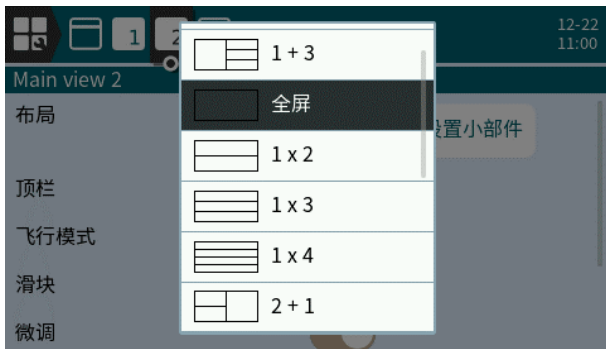 1
2
12-22
11:00
Main view 2
布局
顶栏
飞行模式
滑块
微调
1 + 3
全屏
1 x 2
1 x 3
1 x 4
2 + 1
置小部件